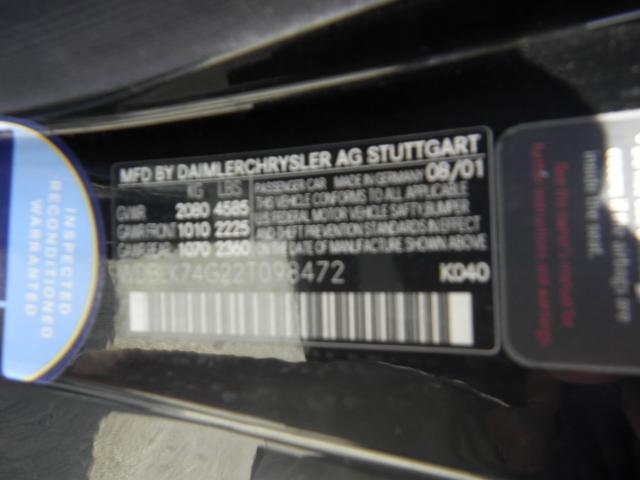 INSPECTED
RECONDITIONED
WARRANTED
MFD BY DAIMLERCHRYSLER AG STUTTGART
KG LBS
GVWR 2080 4585
GAWR FRONT 1010 2225
GAWR REAR 1070 2360
PASSENGER CAR MADE IN GERMANY 08/01
THIS VEHICLE CONFORMS TO ALL APPLICABLE
US FEDERAL MOTOR VEHICLE SAFTY,BUMPER
AND THEFT PREVENTION STANDARDS IN EFFECT
ON THE DATE OF MANUFACTURE SHOWN ABOVE
WDBLK74G22T098472 K040